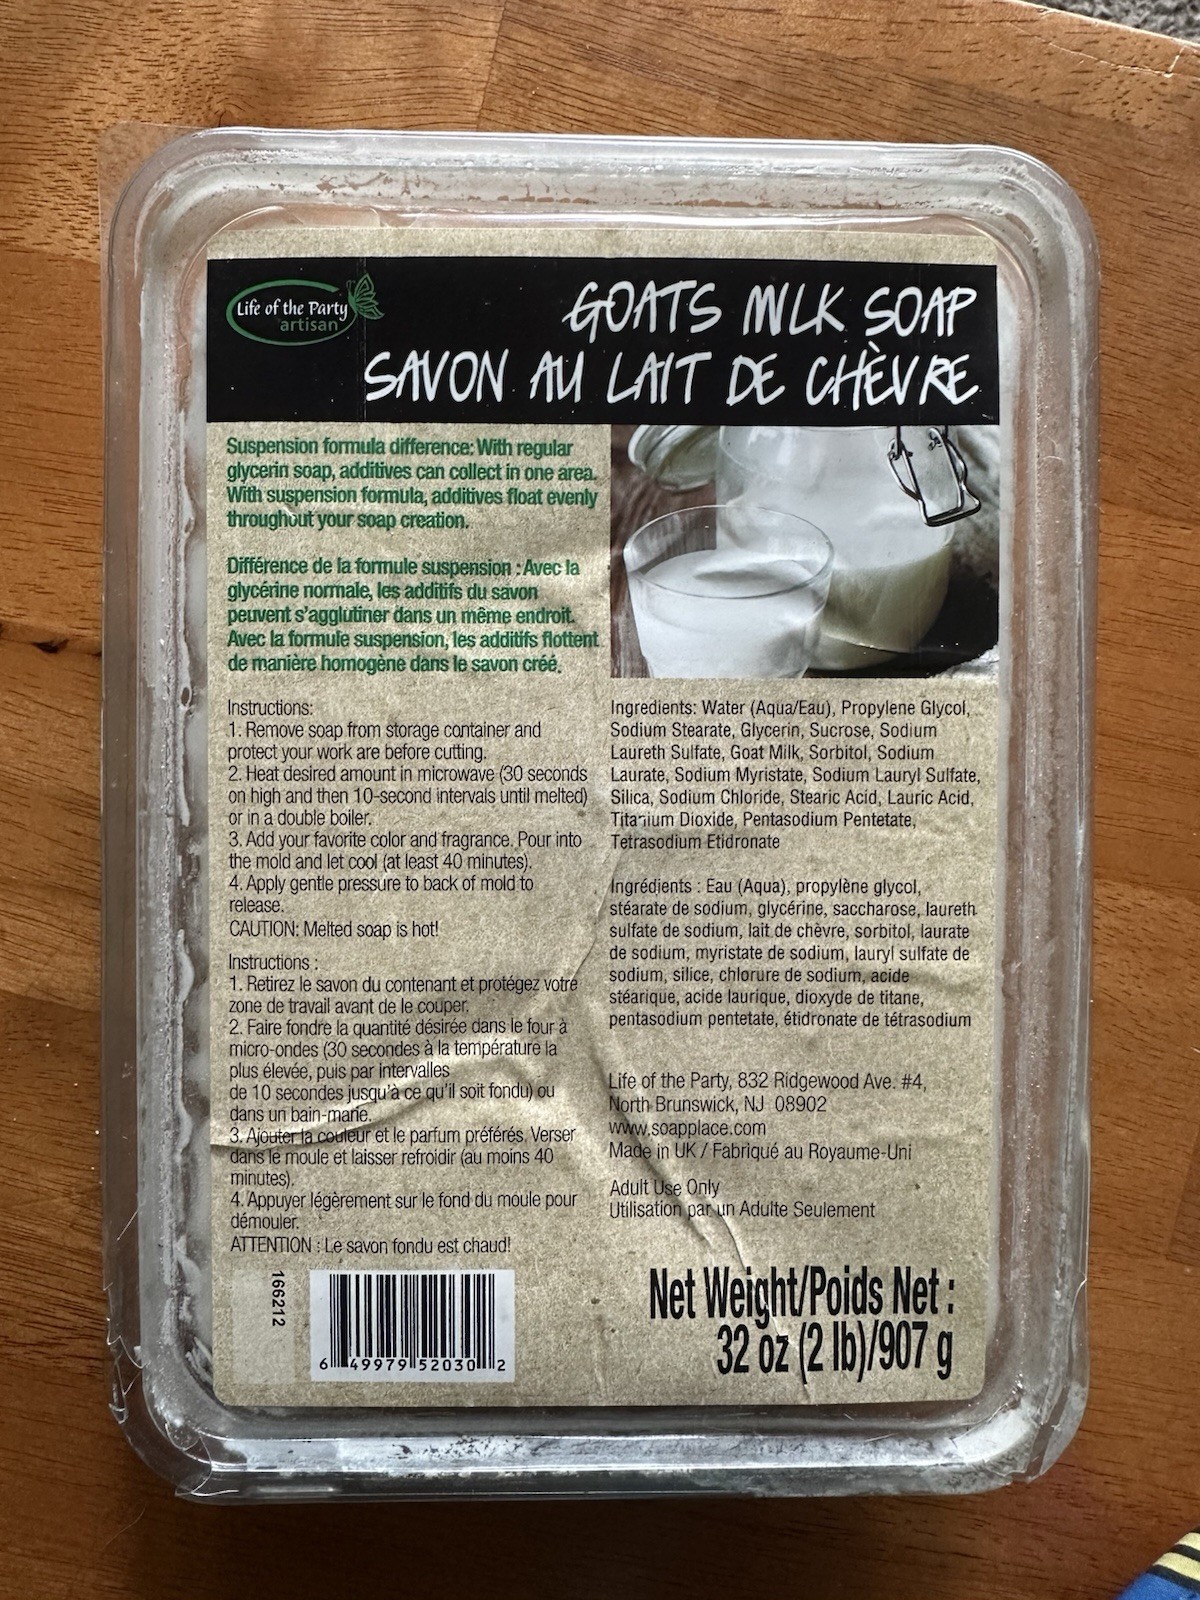 Life of the Party
artisan
GOATS MILK SOAP
SAVON AU LAIT DE CHÈVRE
Suspension formula difference: With regular
glycerin soap, additives can collect in one area.
With suspension formula, additives float evenly
throughout your soap creation.
Différence de la formule suspension : Avec la
glycérine normale, les additifs du savon
peuvent s'agglutiner dans un même endroit.
Avec la formule suspension, les additifs flottent
de manière homogène dans le savon créé.
Instructions:
1. Remove soap from storage container and
protect your work are before cutting.
2. Heat desired amount in microwave (30 seconds
on high and then 10-second intervals until melted)
or in a double boiler.
3. Add your favorite color and fragrance. Pour into
the mold and let cool (at least 40 minutes).
4. Apply gentle pressure to back of mold to
release.
CAUTION: Melted soap is hot!
Instructions :
1. Retirez le savon du contenant et protégez votre
zone de travail avant de le couper.
2. Faire fondre la quantité désirée dans le four à
micro-ondes (30 secondes à la température la
plus élevée, puis par intervalles
de 10 secondes jusqu'à ce qu'il soit fondu) ou
dans un bain-marie.
3. Ajouter la couleur et le parfum préférés. Verser
dans le moule et laisser refroidir (au moins 40
minutes).
4. Appuyer légèrement sur le fond du moule pour
démouler.
ATTENTION : Le savon fondu est chaud!
166212
6 49979 52030 2
Ingredients: Water (Aqua/Eau), Propylene Glycol,
Sodium Stearate, Glycerin, Sucrose, Sodium
Laureth Sulfate, Goat Milk, Sorbitol, Sodium
Laurate, Sodium Myristate, Sodium Lauryl Sulfate,
Silica, Sodium Chloride, Stearic Acid, Lauric Acid,
Titanium Dioxide, Pentasodium Pentetate,
Tetrasodium Etidronate
Ingrédients : Eau (Aqua), propylène glycol,
stéarate de sodium, glycérine, saccharose, laureth
sulfate de sodium, lait de chèvre, sorbitol, laurate
de sodium, myristate de sodium, lauryl sulfate de
sodium, silice, chlorure de sodium, acide
stéarique, acide laurique, dioxyde de titane,
pentasodium pentetate, étidronate de tétrasodium
Life of the Party, 832 Ridgewood Ave. #4,
North Brunswick, NJ 08902
www.soapplace.com
Made in UK / Fabriqué au Royaume-Uni
Adult Use Only
Utilisation par un Adulte Seulement
Net Weight/Poids Net :
32 oz (2 lb)/907 g